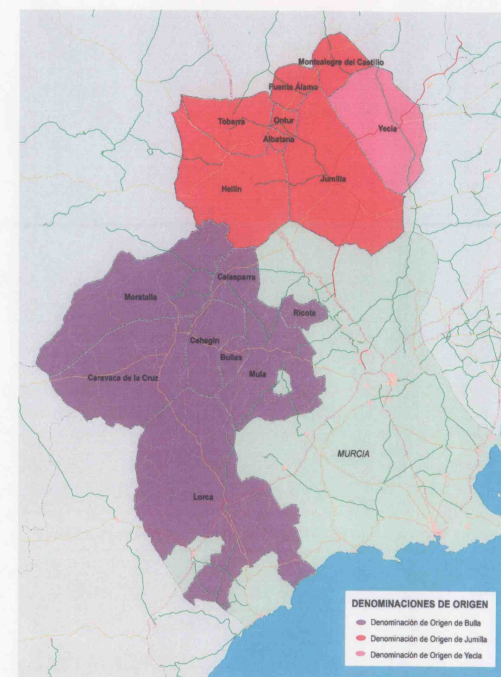 Montealegre del Castillo
Fuente Álamo
Yecla
Tobarra
Ontur
Albatana
Jumilla
Hellín
Calasparra
Moratalla
Ricote
Cehegín
Bullas
Caravaca de la Cruz
Mula
MURCIA
Lorca
DENOMINACIONES DE ORIGEN
Denominación de Origen de Bulla
Denominación de Origen de Jumilla
Denominación de Origen de Yecla